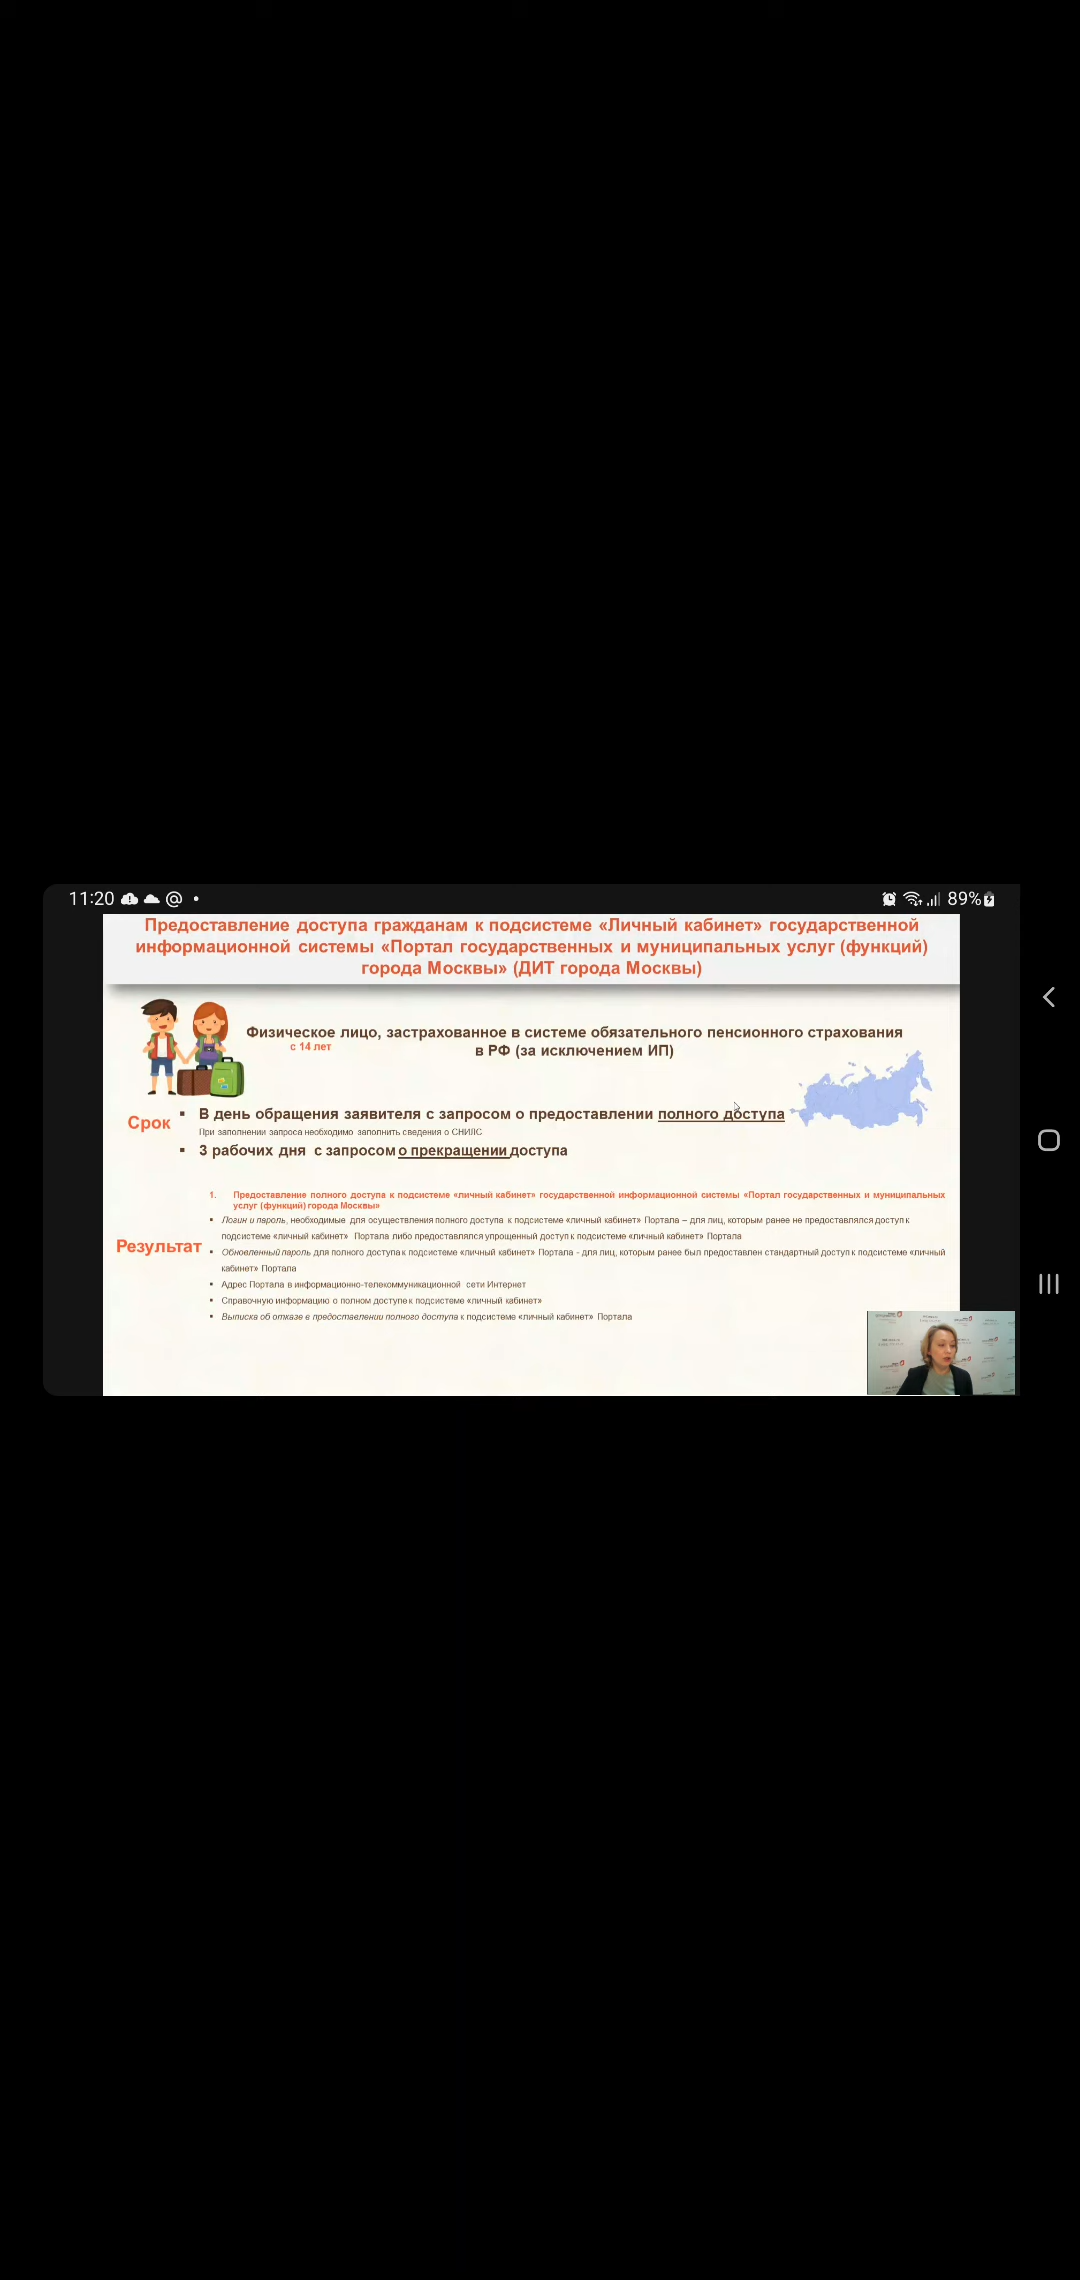 11:20
89%
Предоставление доступа гражданам к подсистеме «Личный кабинет» государственной
информационной системы «Портал государственных и муниципальных услуг (функций)
города Москвы» (ДИТ города Москвы)
Физическое лицо, застрахованное в системе обязательного пенсионного страхования
с 14 лет
в РФ (за исключением ИП)
Срок
▪ В день обращения заявителя с запросом о предоставлении полного доступа
При заполнении запроса необходимо заполнить сведения о СНИЛС
▪ 3 рабочих дня с запросом о прекращении доступа
1. Предоставление полного доступа к подсистеме «личный кабинет» государственной информационной системы «Портал государственных и муниципальных
услуг (функций) города Москвы»
Результат
▪ Логин и пароль, необходимые для осуществления полного доступа к подсистеме «личный кабинет» Портала – для лиц, которым ранее не предоставлялся доступ к
подсистеме «личный кабинет» Портала либо предоставлялся упрощенный доступ к подсистеме «личный кабинет» Портала
▪ Обновленный пароль для полного доступа к подсистеме «личный кабинет» Портала - для лиц, которым ранее был предоставлен стандартный доступ к подсистеме «личный
кабинет» Портала
▪ Адрес Портала в информационно-телекоммуникационной сети Интернет
▪ Справочную информацию о полном доступе к подсистеме «личный кабинет»
▪ Выписка об отказе в предоставлении полного доступа к подсистеме «личный кабинет» Портала